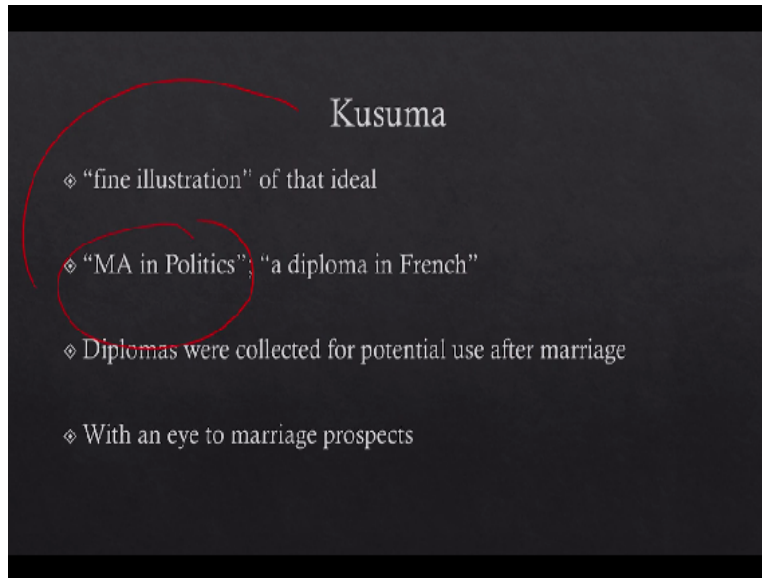 Kusuma
“fine illustration” of that ideal
“MA in Politics”; “a diploma in French”
Diplomas were collected for potential use after marriage
With an eye to marriage prospects